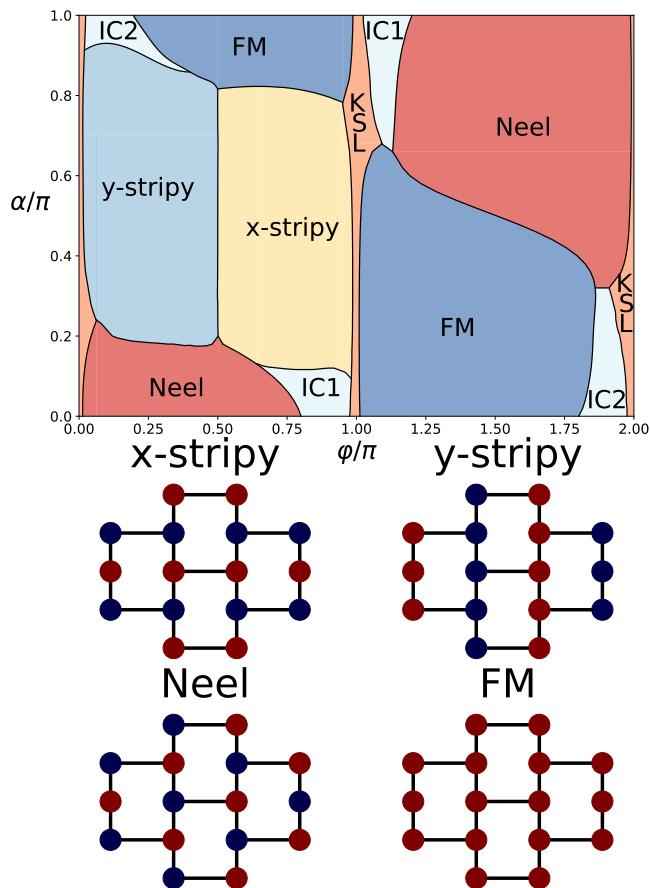 1.0
IC2
FM
IC1
K
S
L
0.8
Neel
0.6
α/π
y-stripy
x-stripy
0.4
K
S
L
FM
0.2
Neel
IC1
IC2
0.0
0.00 0.25 0.50 0.75 1.00 1.25 1.50 1.75 2.00
φ/π
x-stripy y-stripy
Neel FM